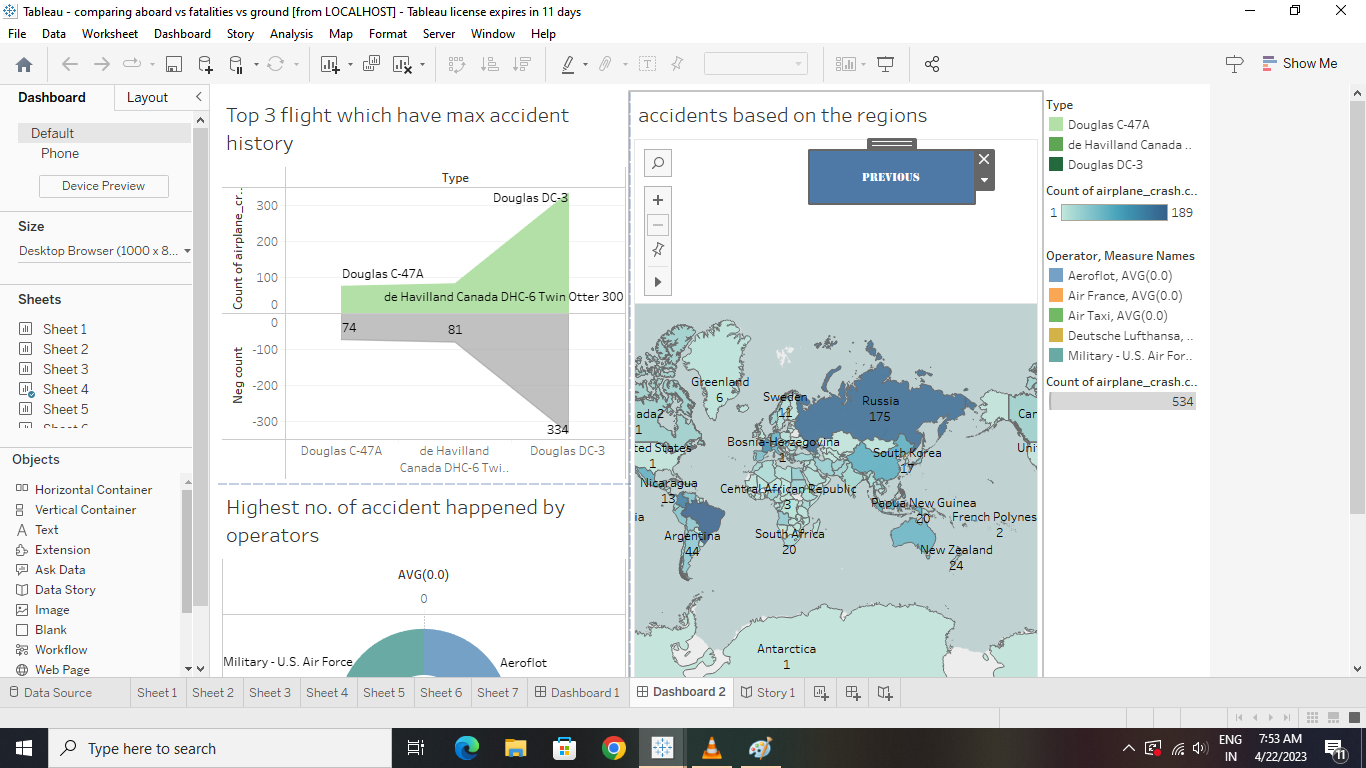 Tableau - comparing aboard vs fatalities vs ground [from LOCALHOST] - Tableau license expires in 11 days
File Data Worksheet Dashboard Story Analysis Map Format Server Window Help
Show Me
Dashboard Layout
Default
Phone
Device Preview
Size
Desktop Browser (1000 x 8...
Sheets
Sheet 1
Sheet 2
Sheet 3
Sheet 4
Sheet 5
Objects
Horizontal Container
Vertical Container
Text
Extension
Ask Data
Data Story
Image
Blank
Workflow
Web Page
Top 3 flight which have max accident
history
Type
Count of airplane_cr..
300
200
100
0
Douglas DC-3
Douglas C-47A
de Havilland Canada DHC-6 Twin Otter 300
Neg count
0
-100
-200
-300
74
81
334
Douglas C-47A
de Havilland
Canada DHC-6 Twi..
Douglas DC-3
Highest no. of accident happened by
operators
AVG(0.0)
0
Military - U.S. Air Force
Aeroflot
accidents based on the regions
PREVIOUS
Greenland
6
Sweden
11
Russia
175
ada2
1
ted States
1
Bosnia-Herzegovina
1
South Korea
17
Can
Uni
Nicaragua
13
Central African Republic
3
Papua New Guinea
20
French Polynes
2
ia
Argentina
44
South Africa
20
New Zealand
24
Antarctica
1
Type
Douglas C-47A
de Havilland Canada ..
Douglas DC-3
Count of airplane_crash.c..
1 189
Operator, Measure Names
Aeroflot, AVG(0.0)
Air France, AVG(0.0)
Air Taxi, AVG(0.0)
Deutsche Lufthansa, ..
Military - U.S. Air For..
Count of airplane_crash.c..
534
Data Source Sheet 1 Sheet 2 Sheet 3 Sheet 4 Sheet 5 Sheet 6 Sheet 7 Dashboard 1 Dashboard 2 Story 1
Type here to search
ENG
IN
7:53 AM
4/22/2023
11